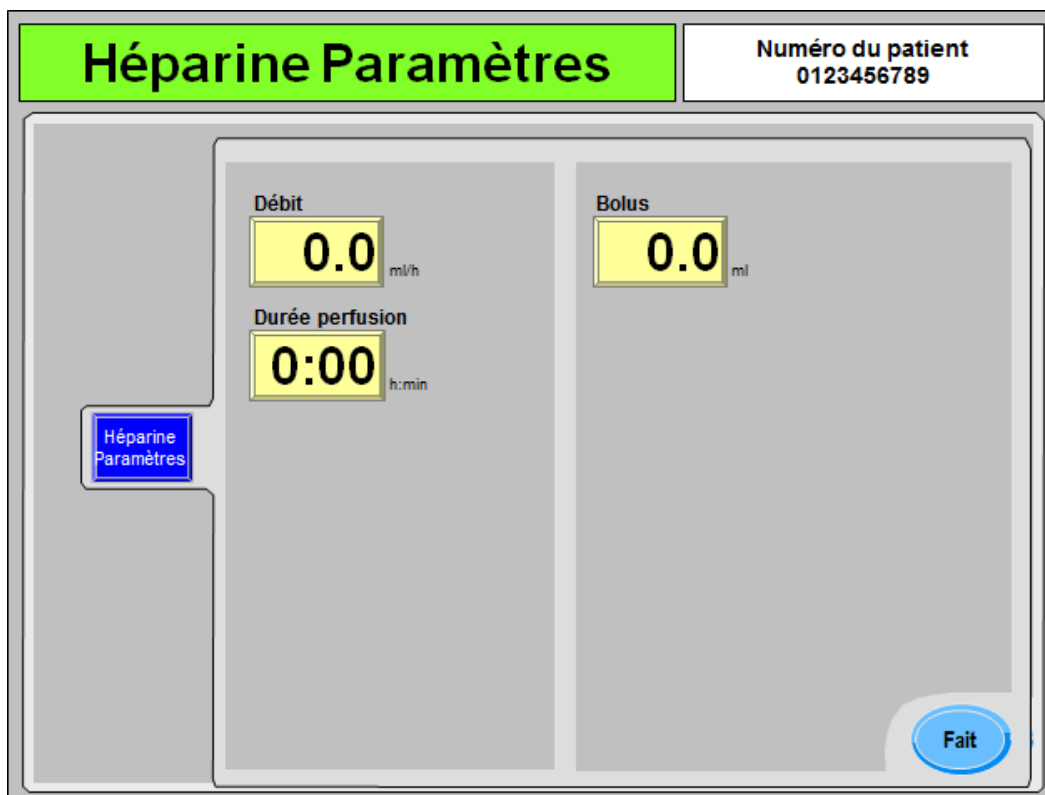 Héparine Paramètres
Numéro du patient
0123456789
Débit
0.0 ml/h
Durée perfusion
0:00 h:min
Bolus
0.0 ml
Héparine
Paramètres
Fait